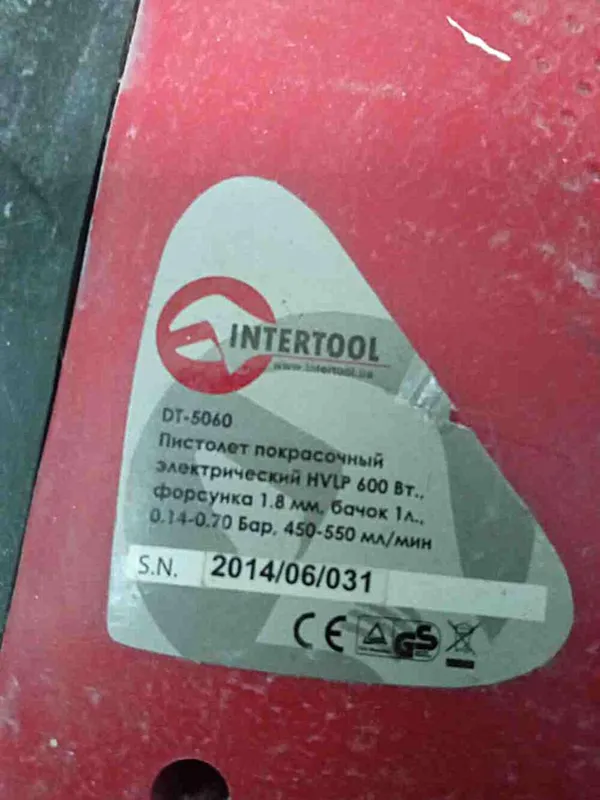 INTERTOOL
www.intertool.ua
DT-5060
Пистолет покрасочный
электрический HVLP 600 Вт.,
форсунка 1.8 мм, бачок 1л.,
0.14-0.70 Бар, 450-550 мл/мин
S.N. 2014/06/031
CE GS